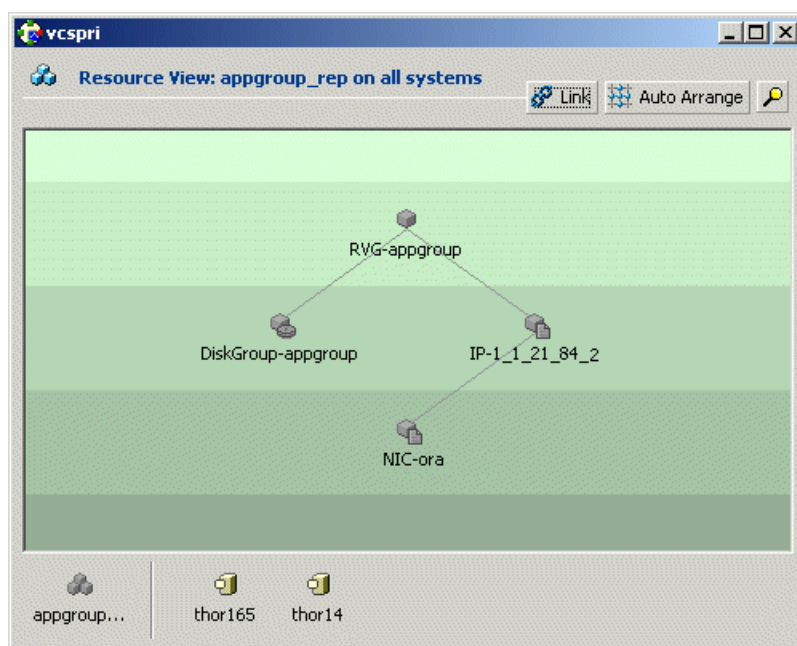 vcspri
Resource View: appgroup_rep on all systems
Link
Auto Arrange
RVG-appgroup
DiskGroup-appgroup
IP-1_1_21_84_2
NIC-ora
appgroup...
thor165
thor14